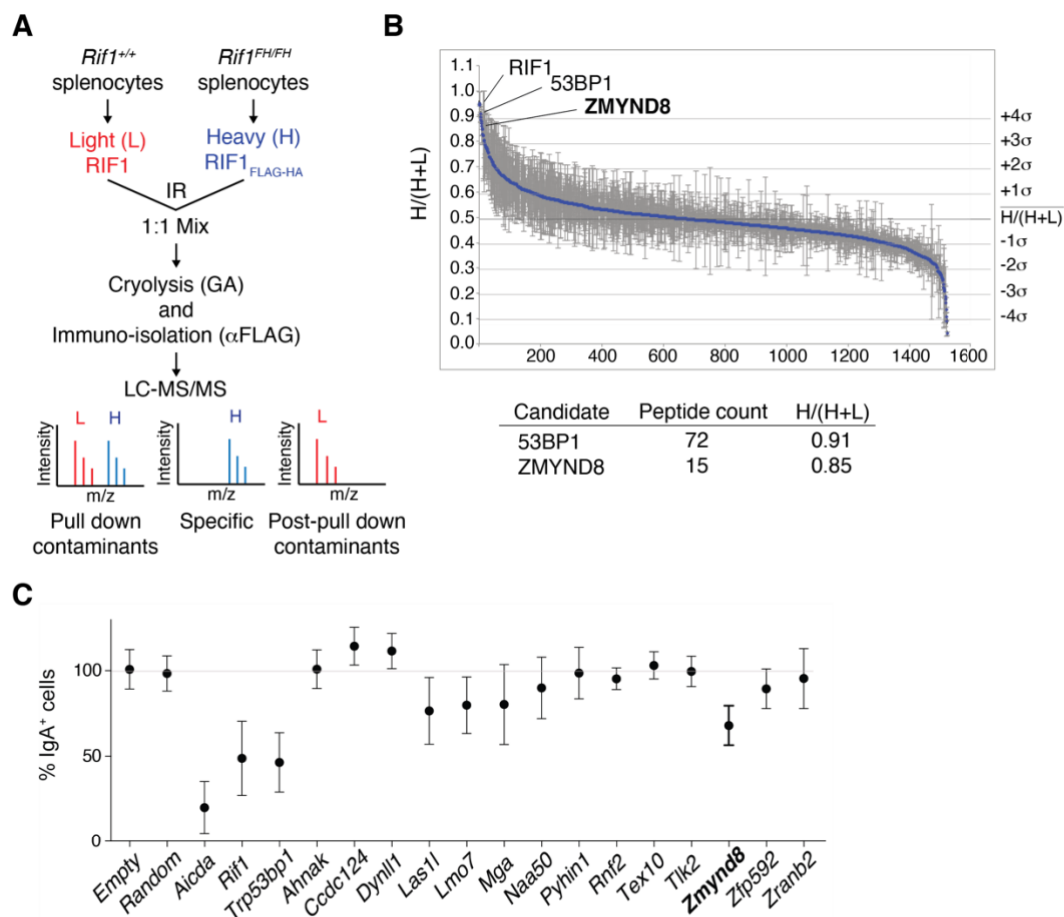 A
Rif1+/+
splenocytes
Rif1FH/FH
splenocytes
Light (L)
RIF1
Heavy (H)
RIF1FLAG-HA
IR
1:1 Mix
Cryolysis (GA)
and
Immuno-isolation (αFLAG)
LC-MS/MS
Intensity
L
H
m/z
Pull down
contaminants
Intensity
H
m/z
Specific
Intensity
L
m/z
Post-pull down
contaminants
B
H/(H+L)
1.1
1.0
0.9
0.8
0.7
0.6
0.5
0.4
0.3
0.2
0.1
0.0
RIF1
53BP1
ZMYND8
+4σ
+3σ
+2σ
+1σ
H/(H+L)
-1σ
-2σ
-3σ
-4σ
200 400 600 800 1000 1200 1400 1600
Candidate Peptide count H/(H+L)
53BP1 72 0.91
ZMYND8 15 0.85
C
% IgA+ cells
100
50
0
Empty
Random
Aicda
Rif1
Trp53bp1
Ahnak
Ccdc124
Dynll1
Las1l
Lmo7
Mga
Naa50
Pyhin1
Rnf2
Tex10
Tlk2
Zmynd8
Zfp592
Zranb2